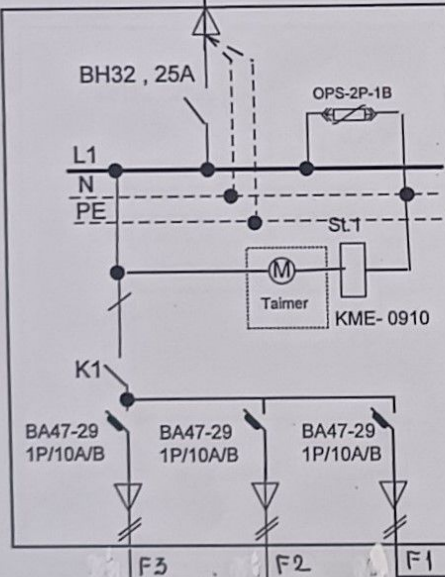 BH32 , 25A
OPS-2P-1B
L1
N
PE
St.1
M
Taimer
KME- 0910
K1
BA47-29
1P/10A/B
BA47-29
1P/10A/B
BA47-29
1P/10A/B
F3
F2
F1